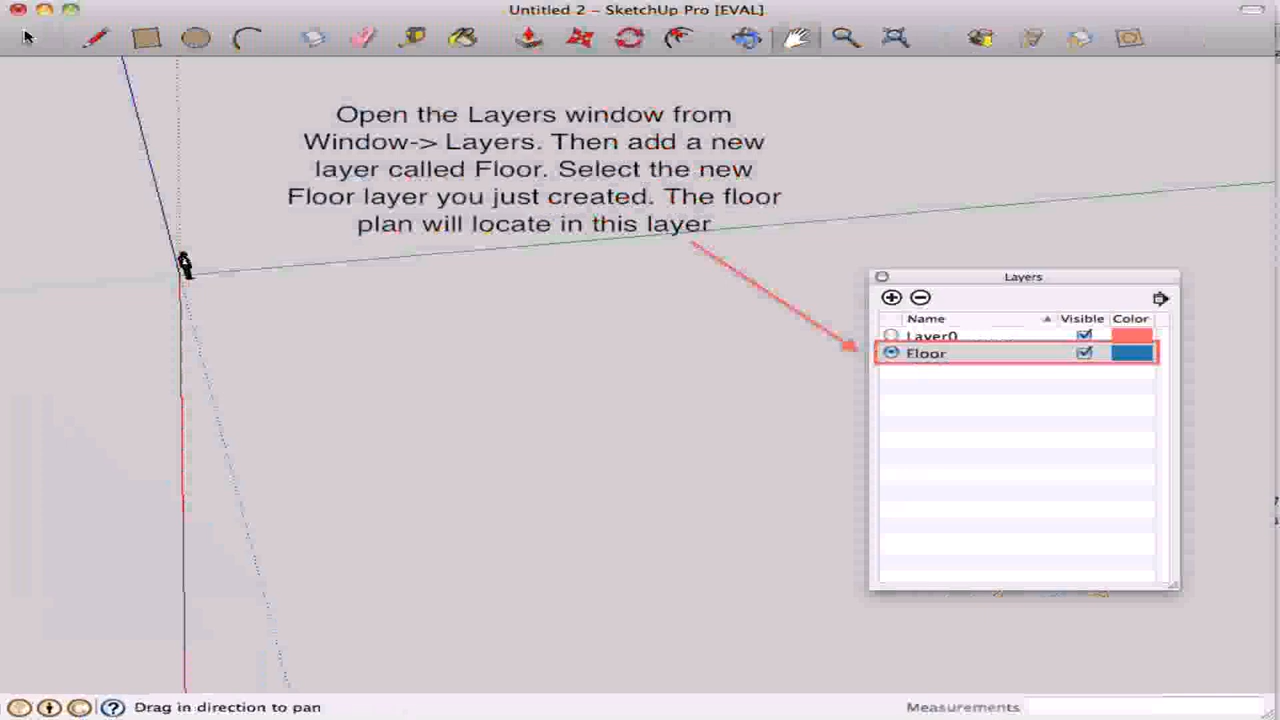 Untitled 2 – SketchUp Pro [EVAL]
Open the Layers window from
Window-> Layers. Then add a new
layer called Floor. Select the new
Floor layer you just created. The floor
plan will locate in this layer
Layers
Name Visible Color
Layer0
Floor
Drag in direction to pan
Measurements